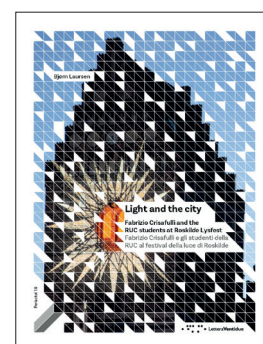 Bjørn Laursen
Light and the city
Fabrizio Crisafulli and the
RUC students at Roskilde Lysfest
Fabrizio Crisafulli e gli studenti della
RUC al festival della luce di Roskilde
LetteraVentidue